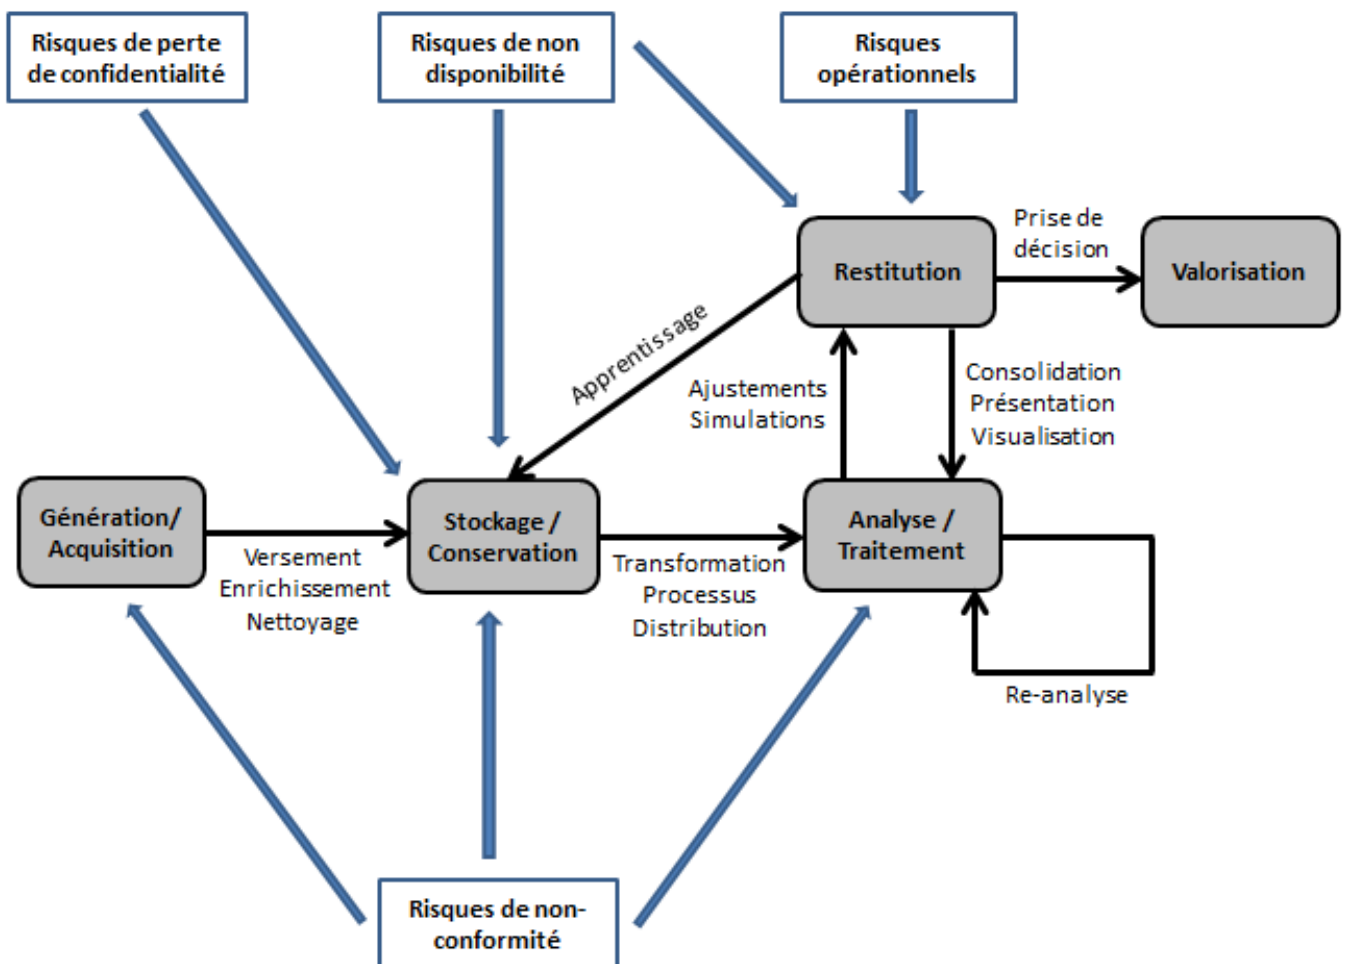 Risques de perte
de confidentialité
Risques de non
disponibilité
Risques
opérationnels
Prise de
décision
Restitution
Valorisation
Apprentissage
Ajustements
Simulations
Consolidation
Présentation
Visualisation
Génération/
Acquisition
Versement
Enrichissement
Nettoyage
Stockage /
Conservation
Transformation
Processus
Distribution
Analyse /
Traitement
Re-analyse
Risques de non-
conformité